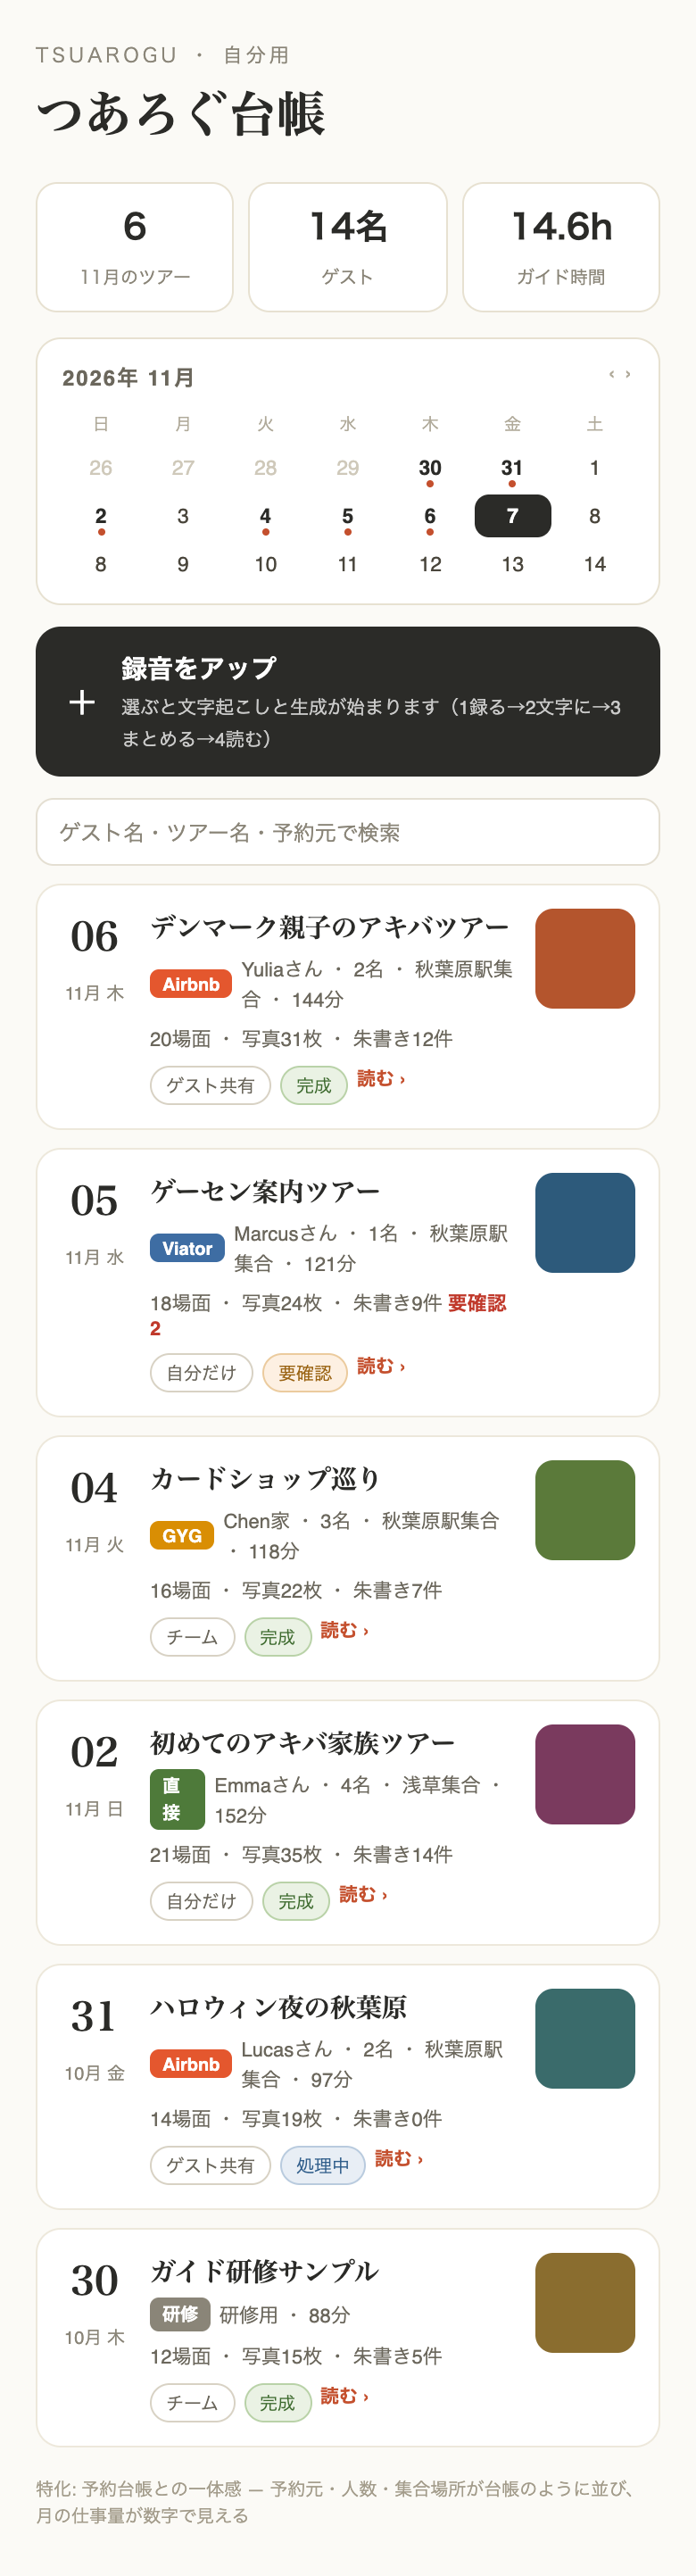 TSUAROGU · 自分用
つあろぐ台帳
6
11月のツアー
14名
ゲスト
14.6h
ガイド時間
2026年 11月
‹ ›
日 月 火 水 木 金 土
26 27 28 29 30 31 1
2 3 4 5 6 7 8
8 9 10 11 12 13 14
+
録音をアップ
選ぶと文字起こしと生成が始まります（1録る→2文字に→3
まとめる→4読む）
ゲスト名・ツアー名・予約元で検索
06
11月 木
デンマーク親子のアキバツアー
Airbnb
Yuliaさん · 2名 · 秋葉原駅集
合 · 144分
20場面 · 写真31枚 · 朱書き12件
ゲスト共有 完成 読む ›
05
11月 水
ゲーセン案内ツアー
Viator
Marcusさん · 1名 · 秋葉原駅
集合 · 121分
18場面 · 写真24枚 · 朱書き9件 要確認
2
自分だけ 要確認 読む ›
04
11月 火
カードショップ巡り
GYG
Chen家 · 3名 · 秋葉原駅集合
· 118分
16場面 · 写真22枚 · 朱書き7件
チーム 完成 読む ›
02
11月 日
初めてのアキバ家族ツアー
直
接
Emmaさん · 4名 · 浅草集合 ·
152分
21場面 · 写真35枚 · 朱書き14件
自分だけ 完成 読む ›
31
10月 金
ハロウィン夜の秋葉原
Airbnb
Lucasさん · 2名 · 秋葉原駅
集合 · 97分
14場面 · 写真19枚 · 朱書き0件
ゲスト共有 処理中 読む ›
30
10月 木
ガイド研修サンプル
研修 研修用 · 88分
12場面 · 写真15枚 · 朱書き5件
チーム 完成 読む ›
特化: 予約台帳との一体感 — 予約元・人数・集合場所が台帳のように並び、
月の仕事量が数字で見える